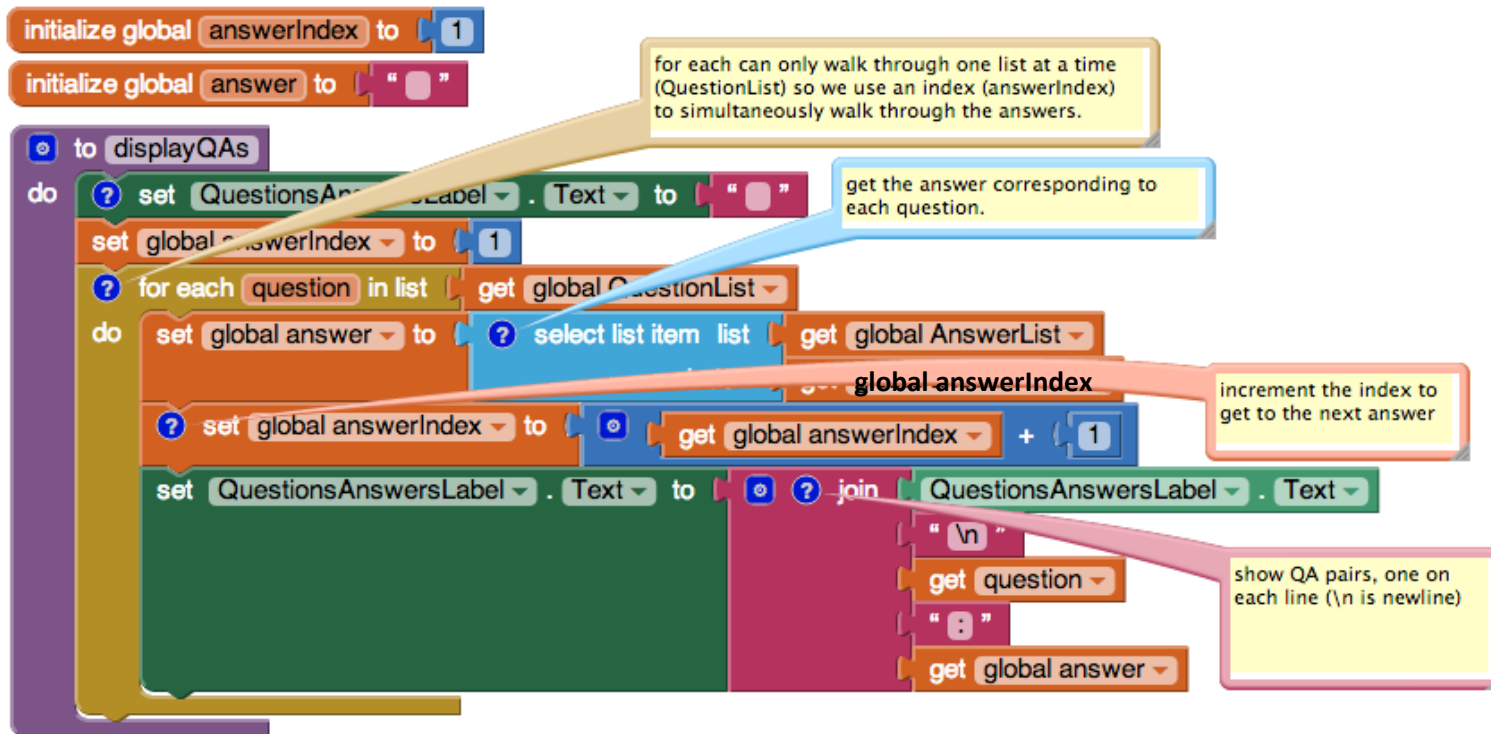 initialize global answerIndex to 1
initialize global answer to " "
for each can only walk through one list at a time
(QuestionList) so we use an index (answerIndex)
to simultaneously walk through the answers.
to displayQAs
do set QuestionsAnswersLabel . Text to " "
get the answer corresponding to
each question.
set global answerIndex to 1
for each question in list get global QuestionList
do set global answer to select list item list get global AnswerList
get global answerIndex
increment the index to
get to the next answer
set global answerIndex to get global answerIndex + 1
set QuestionsAnswersLabel . Text to join QuestionsAnswersLabel . Text
" \n "
get question
" : "
get global answer
show QA pairs, one on
each line (\n is newline)